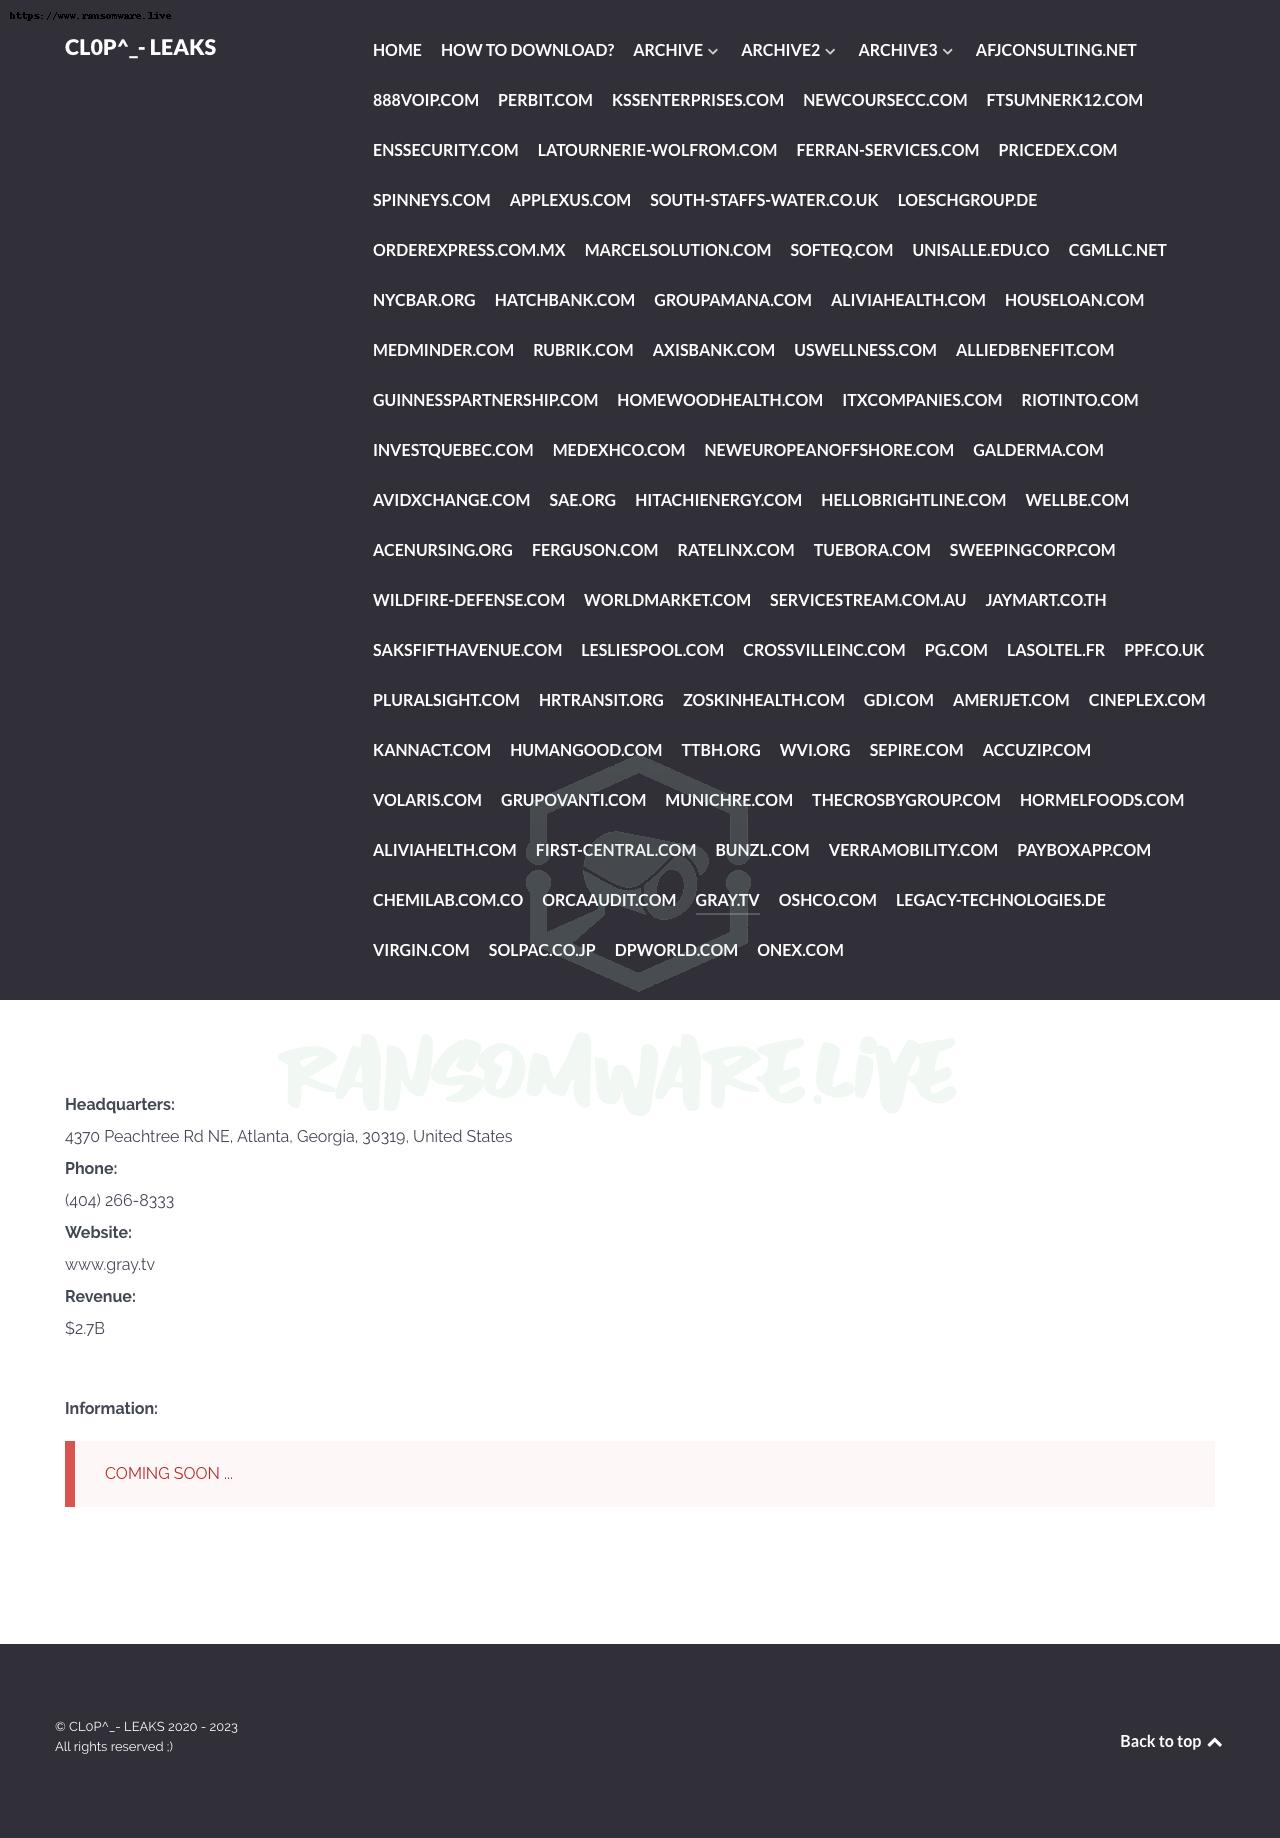 https://www.ransomware.live
CL0P^_- LEAKS
HOME HOW TO DOWNLOAD? ARCHIVE ARCHIVE2 ARCHIVE3 AFJCONSULTING.NET
888VOIP.COM PERBIT.COM KSSENTERPRISES.COM NEWCOURSECC.COM FTSUMNERK12.COM
ENSSECURITY.COM LATOURNERIE-WOLFROM.COM FERRAN-SERVICES.COM PRICEDEX.COM
SPINNEYS.COM APPLEXUS.COM SOUTH-STAFFS-WATER.CO.UK LOESCHGROUP.DE
ORDEREXPRESS.COM.MX MARCELSOLUTION.COM SOFTEQ.COM UNISALLE.EDU.CO CGMLLC.NET
NYCBAR.ORG HATCHBANK.COM GROUPAMANA.COM ALIVIAHEALTH.COM HOUSELOAN.COM
MEDMINDER.COM RUBRIK.COM AXISBANK.COM USWELLNESS.COM ALLIEDBENEFIT.COM
GUINNESSPARTNERSHIP.COM HOMEWOODHEALTH.COM ITXCOMPANIES.COM RIOTINTO.COM
INVESTQUEBEC.COM MEDEXHCO.COM NEWEUROPEANOFFSHORE.COM GALDERMA.COM
AVIDXCHANGE.COM SAE.ORG HITACHIENERGY.COM HELLOBRIGHTLINE.COM WELLBE.COM
ACENURSING.ORG FERGUSON.COM RATELINX.COM TUEBORA.COM SWEEPINGCORP.COM
WILDFIRE-DEFENSE.COM WORLDMARKET.COM SERVICESTREAM.COM.AU JAYMART.CO.TH
SAKSFIFTHAVENUE.COM LESLIESPOOL.COM CROSSVILLEINC.COM PG.COM LASOLTEL.FR PPF.CO.UK
PLURALSIGHT.COM HRTRANSIT.ORG ZOSKINHEALTH.COM GDI.COM AMERIJET.COM CINEPLEX.COM
KANNACT.COM HUMANGOOD.COM TTBH.ORG WVI.ORG SEPIRE.COM ACCUZIP.COM
VOLARIS.COM GRUPOVANTI.COM MUNICHRE.COM THECROSBYGROUP.COM HORMELFOODS.COM
ALIVIAHELTH.COM FIRST-CENTRAL.COM BUNZL.COM VERRAMOBILITY.COM PAYBOXAPP.COM
CHEMILAB.COM.CO ORCAAUDIT.COM GRAY.TV OSHCO.COM LEGACY-TECHNOLOGIES.DE
VIRGIN.COM SOLPAC.CO.JP DPWORLD.COM ONEX.COM
RANSOMWARE.LIVE
Headquarters:
4370 Peachtree Rd NE, Atlanta, Georgia, 30319, United States
Phone:
(404) 266-8333
Website:
www.gray.tv
Revenue:
$2.7B
Information:
COMING SOON ...
© CL0P^_- LEAKS 2020 - 2023
All rights reserved ;)
Back to top